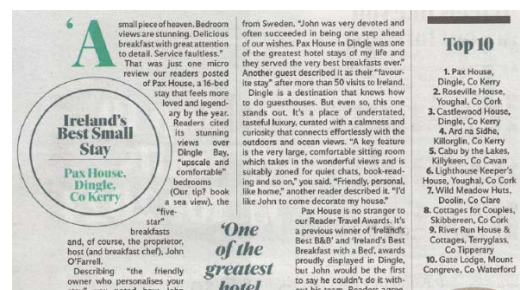 'A
small piece of heaven. Bedroom
views are stunning. Delicious
breakfast with great attention
to detail. Service faultless."
That was just one micro
review our readers posted
of Pax House, a 16-bed
stay that feels more
loved and legend-
ary by the year.
Readers cited
its stunning
views over
Dingle Bay,
"upscale and
comfortable"
bedrooms
(Our tip? book
a sea view), the
"five-
star"
breakfasts
and, of course, the proprietor,
host (and breakfast chef), John
O'Farrell.
Describing "the friendly
owner who personalises your
Ireland's
Best Small
Stay
Pax House,
Dingle,
Co Kerry
from Sweden. "John was very devoted and
often succeeded in being one step ahead
of our wishes. Pax House in Dingle was one
of the greatest hotel stays of my life and
they served the very best breakfasts ever."
Another guest described it as their "favour-
ite stay" after more than 50 visits to Ireland.
Dingle is a destination that knows how
to do guesthouses. But even so, this one
stands out. It's a place of understated,
tasteful luxury, curated with a calmness and
curiosity that connects effortlessly with the
outdoors and ocean views. "A key feature
is the very large, comfortable sitting room
which takes in the wonderful views and is
suitably zoned for quiet chats, book-read-
ing and so on," you said. "Friendly, personal,
like home," another reader described it. "I'd
like John to come decorate my house."
Pax House is no stranger to
our Reader Travel Awards. It's
a previous winner of 'Ireland's
Best B&B' and 'Ireland's Best
Breakfast with a Bed', awards
proudly displayed in Dingle,
but John would be the first
to say he couldn't do it with-
out his team. Readers agree
'One
of the
greatest
hotel
Top 10
1. Pax House,
Dingle, Co Kerry
2. Roseville House,
Youghal, Co Cork
3. Castlewood House,
Dingle, Co Kerry
4. Ard na Sidhe,
Killorglin, Co Kerry
5. Cabu by the Lakes,
Killykeen, Co Cavan
6. Lighthouse Keeper's
House, Youghal, Co Cork
7. Wild Meadow Huts,
Doolin, Co Clare
8. Cottages for Couples,
Skibbereen, Co Cork
9. River Run House &
Cottages, Terryglass,
Co Tipperary
10. Gate Lodge, Mount
Congreve, Co Waterford